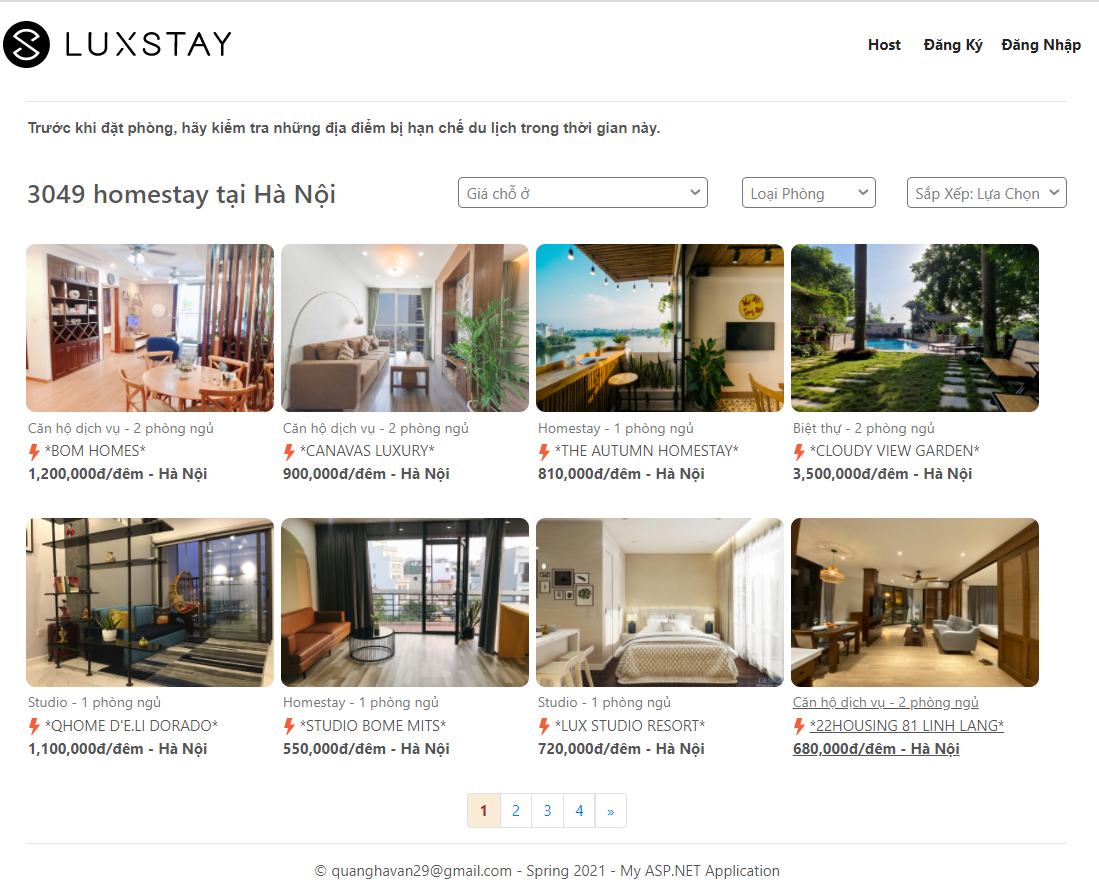 LUXSTAY
Host Đăng Ký Đăng Nhập
Trước khi đặt phòng, hãy kiểm tra những địa điểm bị hạn chế du lịch trong thời gian này.
3049 homestay tại Hà Nội
Giá chỗ ở
Loại Phòng
Sắp Xếp: Lựa Chọn
Căn hộ dịch vụ - 2 phòng ngủ
*BOM HOMES*
1,200,000đ/đêm - Hà Nội
Căn hộ dịch vụ - 2 phòng ngủ
*CANAVAS LUXURY*
900,000đ/đêm - Hà Nội
Homestay - 1 phòng ngủ
*THE AUTUMN HOMESTAY*
810,000đ/đêm - Hà Nội
Biệt thự - 2 phòng ngủ
*CLOUDY VIEW GARDEN*
3,500,000đ/đêm - Hà Nội
Studio - 1 phòng ngủ
*QHOME D'E.LI DORADO*
1,100,000đ/đêm - Hà Nội
Homestay - 1 phòng ngủ
*STUDIO BOME MITS*
550,000đ/đêm - Hà Nội
Studio - 1 phòng ngủ
*LUX STUDIO RESORT*
720,000đ/đêm - Hà Nội
Căn hộ dịch vụ - 2 phòng ngủ
*22HOUSING 81 LINH LANG*
680,000đ/đêm - Hà Nội
1 2 3 4 »
© quanghavan29@gmail.com - Spring 2021 - My ASP.NET Application